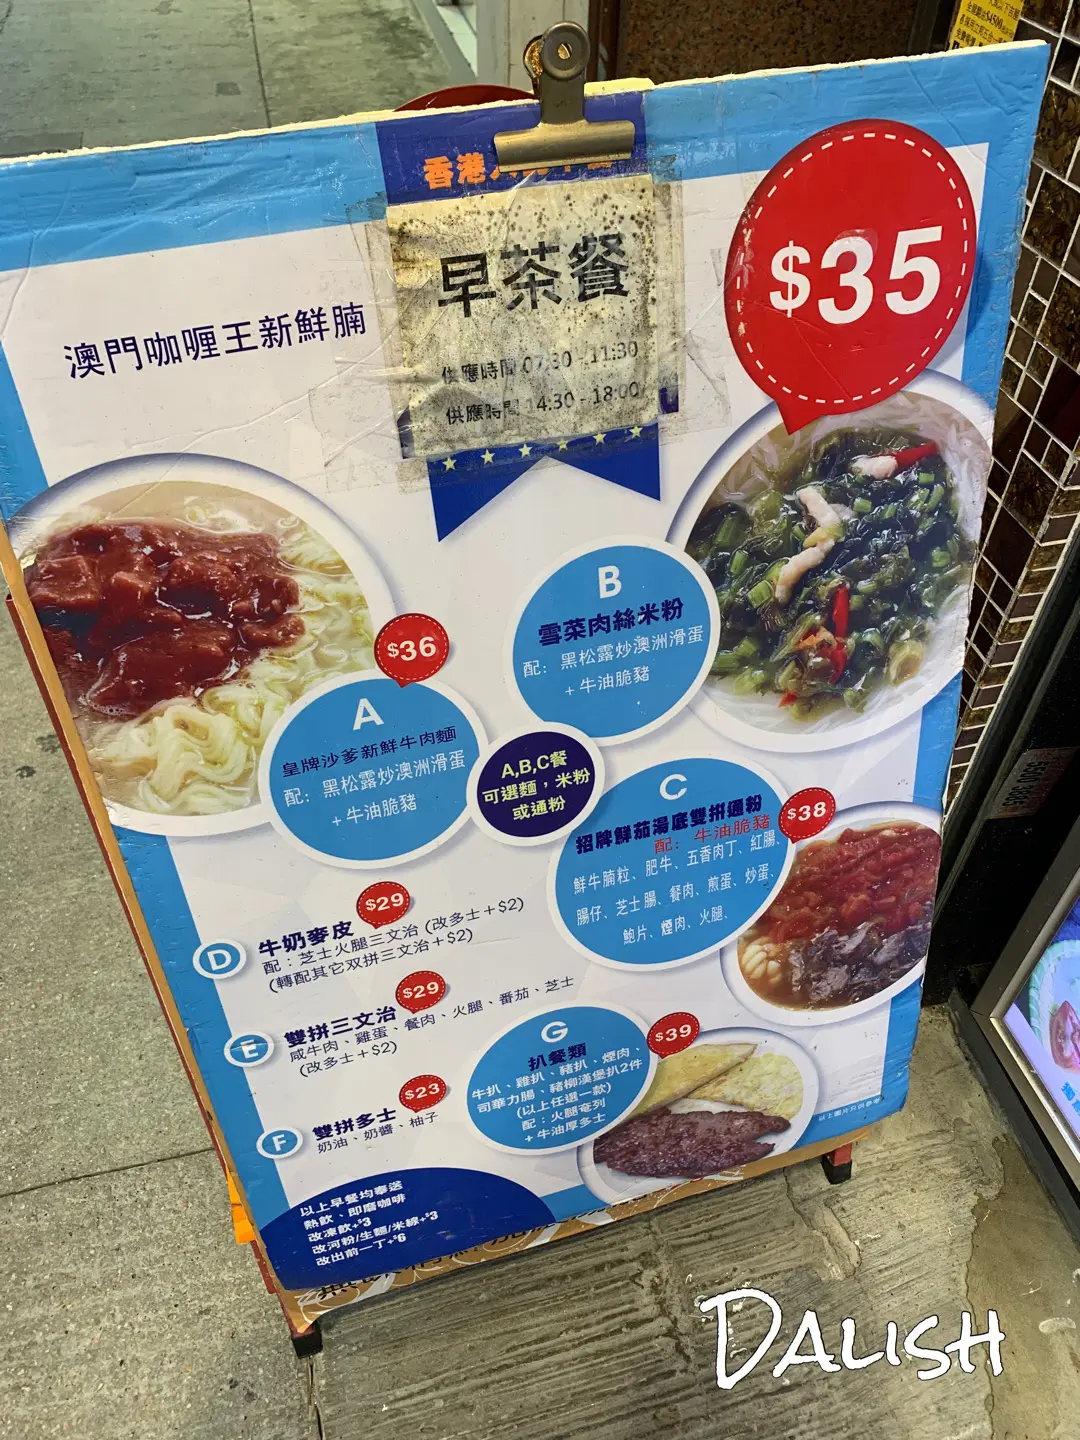 香港
早茶餐
供應時間 07:30 - 11:30
供應時間 14:30 - 18:00
$35
澳門咖喱王新鮮腩
$36
A
皇牌沙爹新鮮牛肉麵
配：黑松露炒澳洲滑蛋
+ 牛油脆豬
B
雪菜肉絲米粉
配：黑松露炒澳洲滑蛋
+ 牛油脆豬
A,B,C餐
可選麵，米粉
或通粉
C
招牌鮮茄湯底雙拼通粉
配：牛油脆豬
鮮牛腩粒、肥牛、五香肉丁、紅腸、
腸仔、芝士腸、餐肉、煎蛋、炒蛋、
鮑片、煙肉、火腿、
$38
D
牛奶麥皮
$29
配：芝士火腿三文治 (改多士+$2)
(轉配其它双拼三文治+$2)
E
雙拼三文治
$29
咸牛肉、雞蛋、餐肉、火腿、番茄、芝士
(改多士+$2)
F
雙拼多士
$23
奶油、奶醬、柚子
G
扒餐類
$39
牛扒、雞扒、豬扒、煙肉、
司華力腸、豬柳漢堡扒2件
(以上任選一款)
配：火腿奄列
+ 牛油厚多士
以上圖片只供參考
以上早餐均奉送
熱飲、即磨咖啡
改凍飲+$3
改河粉/生麵/米線+$3
改出前一丁+$6
Dalish